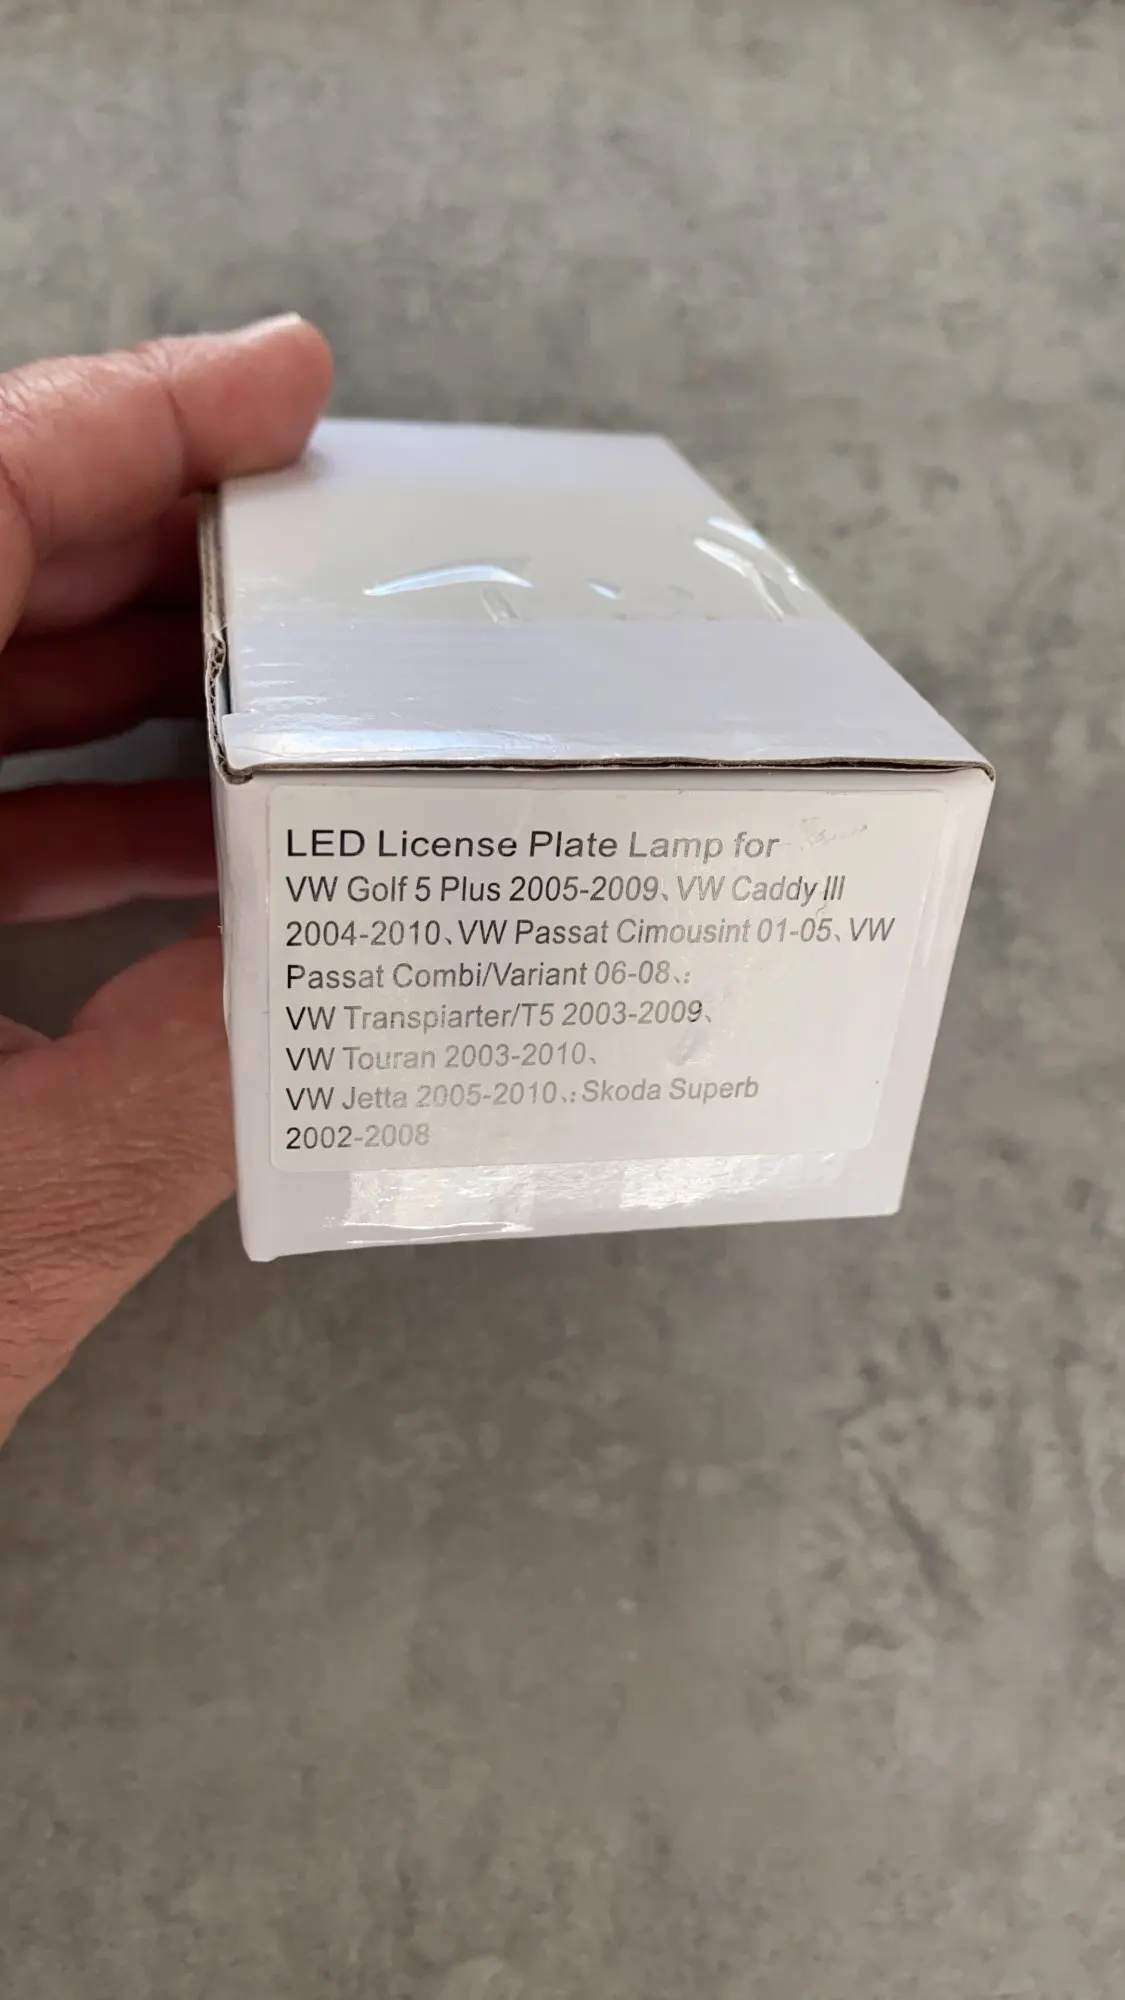 LED License Plate Lamp for
VW Golf 5 Plus 2005-2009、VW Caddy III
2004-2010、VW Passat Cimousint 01-05、VW
Passat Combi/Variant 06-08、:
VW Transpiarter/T5 2003-2009、
VW Touran 2003-2010、
VW Jetta 2005-2010、: Skoda Superb
2002-2008